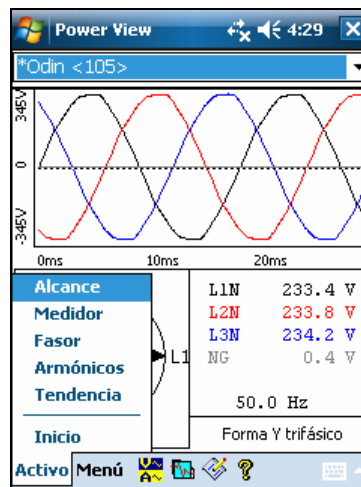 Power View 4:29
*Odin <105>
345V
0
-345V
0ms 10ms 20ms
Alcance
Medidor
Fasor
Armónicos
Tendencia
Inicio
L1
L1N 233.4 V
L2N 233.8 V
L3N 234.2 V
NG 0.4 V
50.0 Hz
Forma Y trifásico
Activo Menú